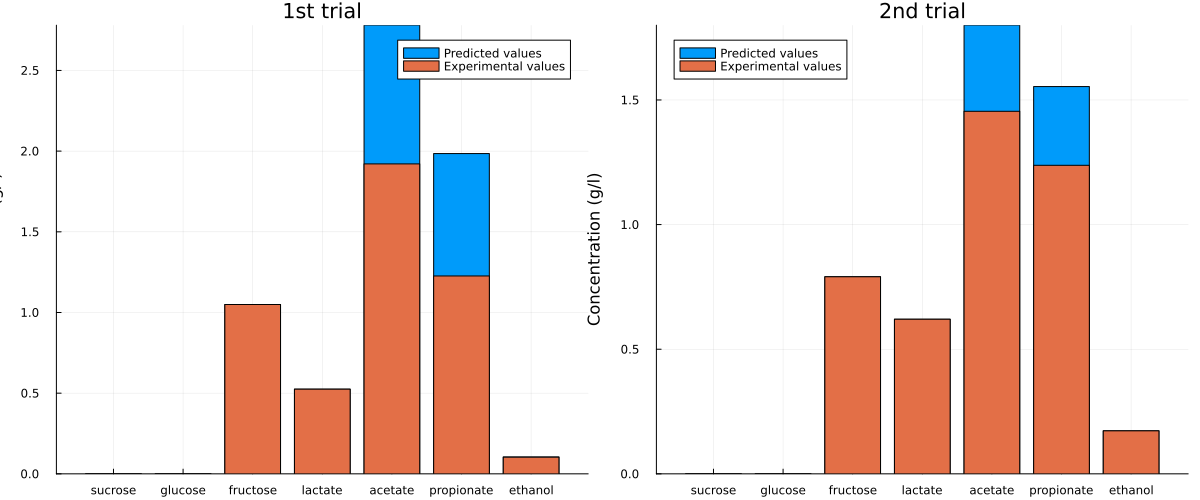 1st trial
Predicted values
Experimental values
2.5
2.0
1.5
1.0
0.5
0.0
sucrose glucose fructose lactate acetate propionate ethanol
2nd trial
Predicted values
Experimental values
Concentration (g/l)
1.5
1.0
0.5
0.0
sucrose glucose fructose lactate acetate propionate ethanol